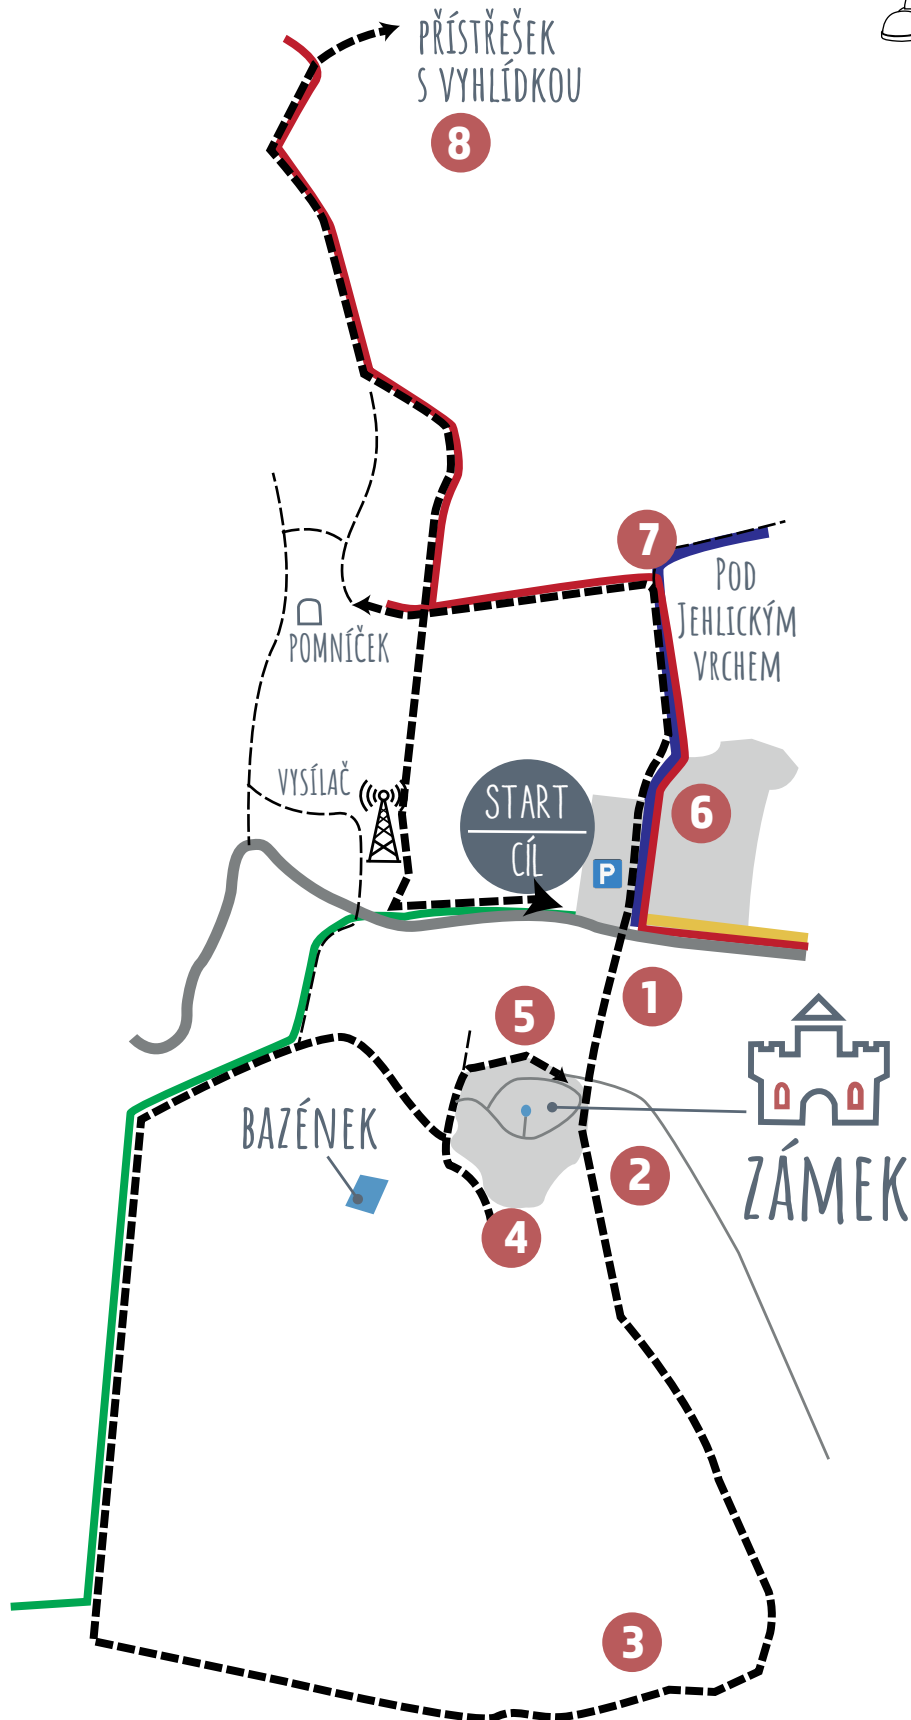 PŘÍSTŘEŠEK
S VYHLÍDKOU
8
7
POD
JEHLICKÝM
VRCHEM
POMNÍČEK
VYSÍLAČ
START
CÍL
P
6
1
5
BAZÉNEK
ZÁMEK
2
4
3